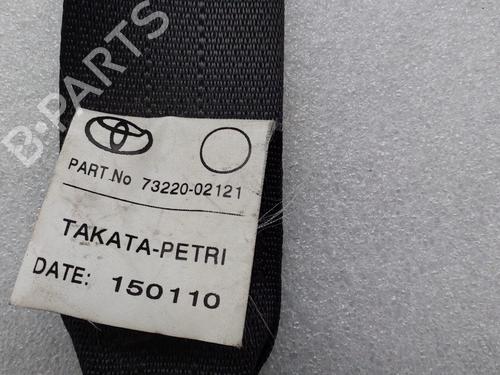 B-PARTS
PART No 73220-02121
TAKATA-PETRI
DATE: 150110